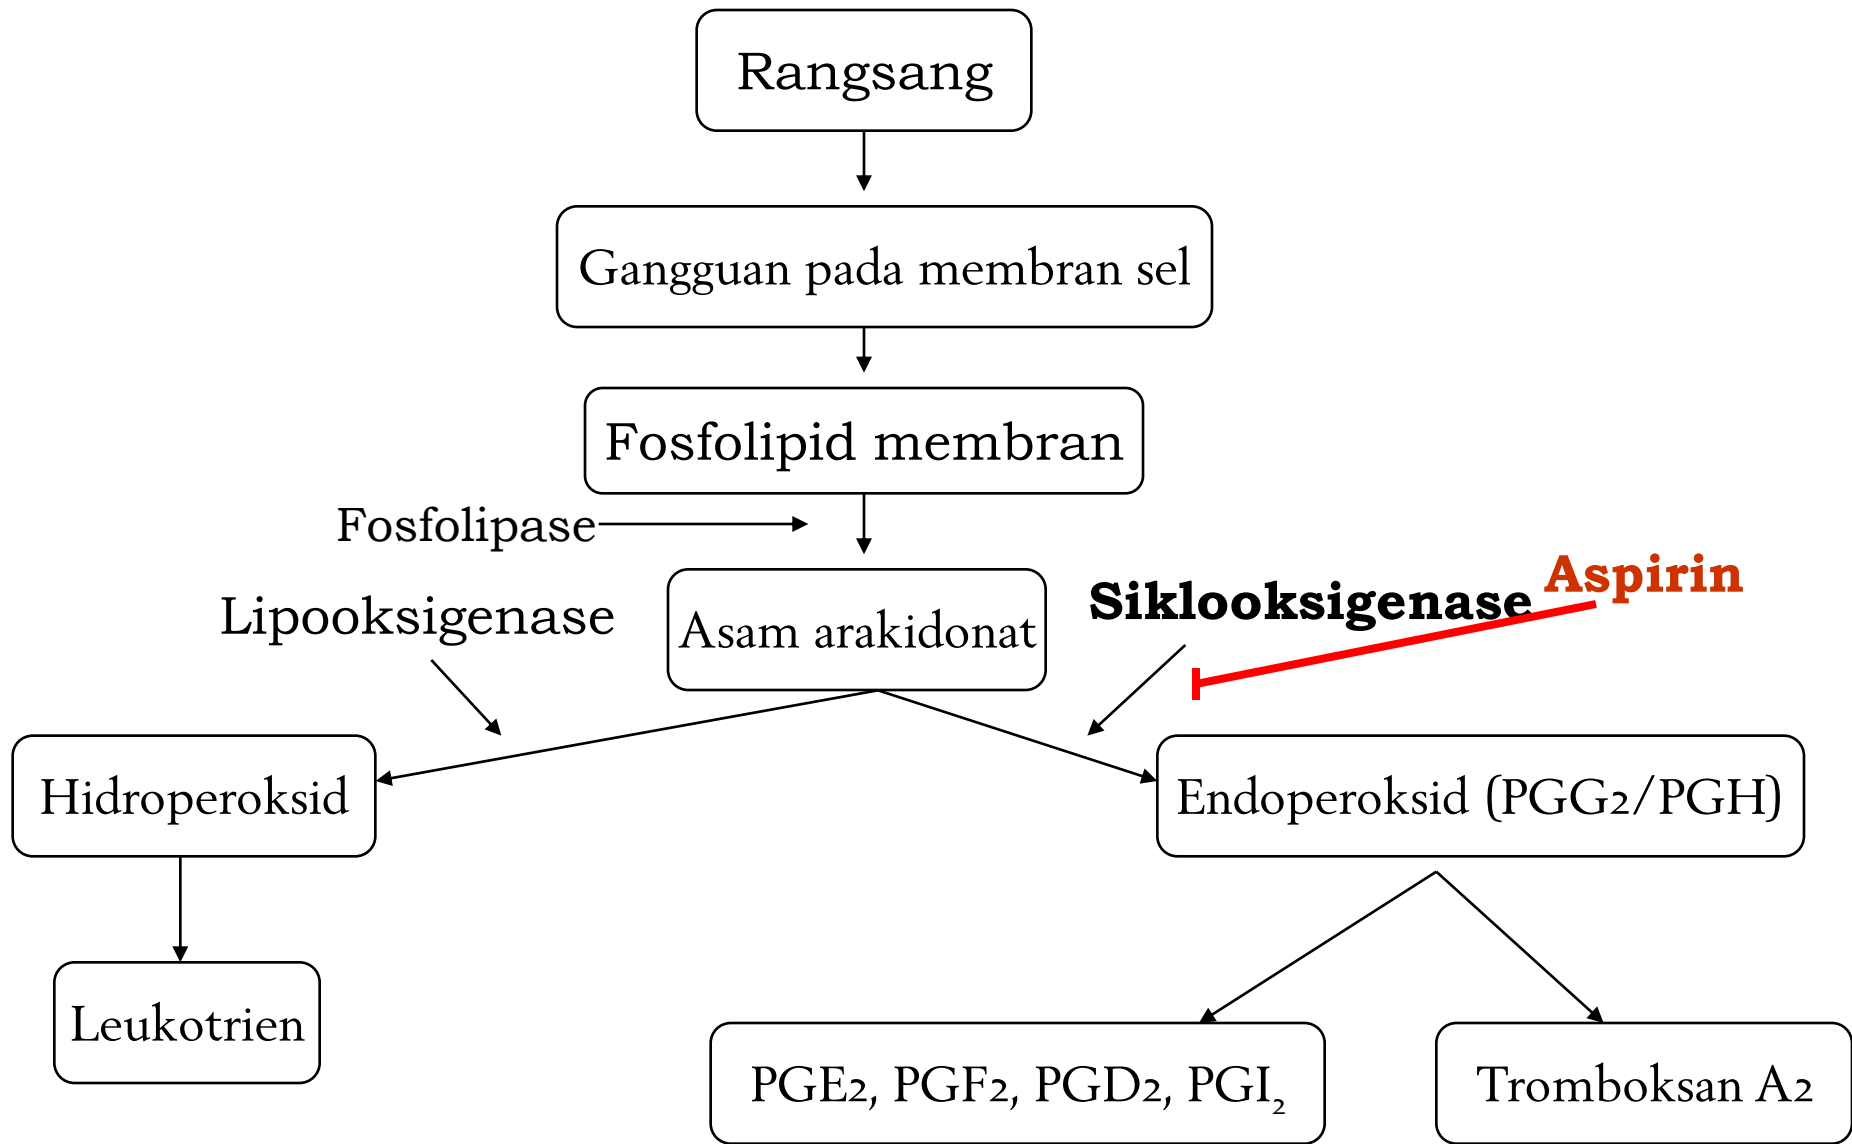 Rangsang
Gangguan pada membran sel
Fosfolipid membran
Fosfolipase
Aspirin
Siklooksigenase
Lipooksigenase
Asam arakidonat
Hidroperoksid
Endoperoksid (PGG2/PGH)
Leukotrien
PGE2, PGF2, PGD2, PGI₂
Tromboksan A2